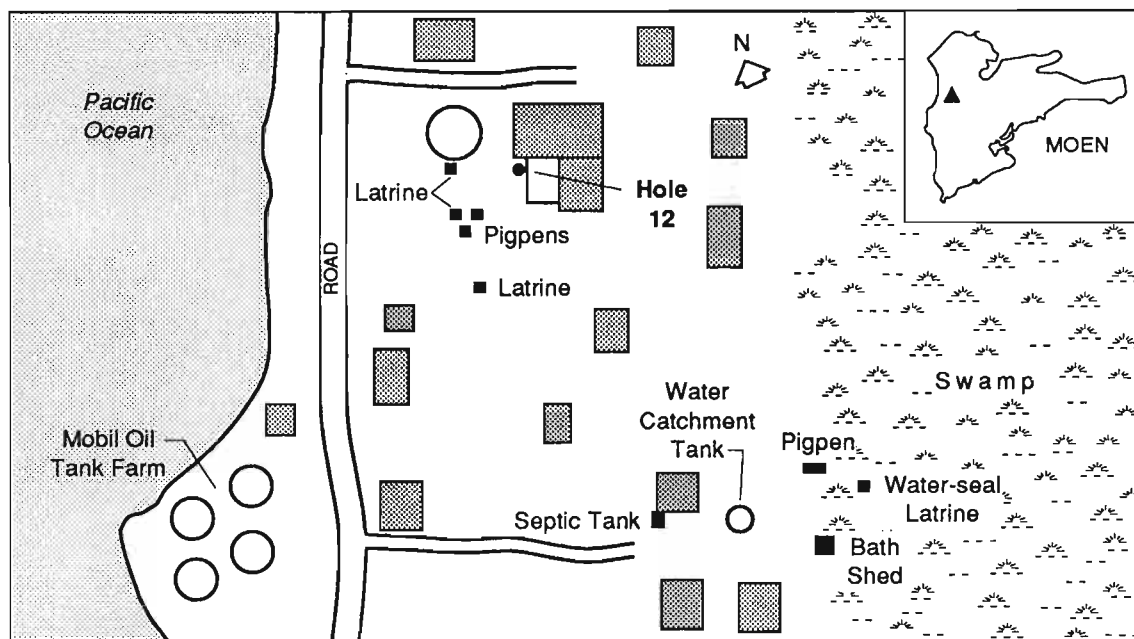 Pacific
Ocean
N
MOEN
ROAD
Latrine
Hole
12
Pigpens
Latrine
Swamp
Water
Catchment
Tank
Mobil Oil
Tank Farm
Pigpen
Water-seal
Latrine
Septic Tank
Bath
Shed